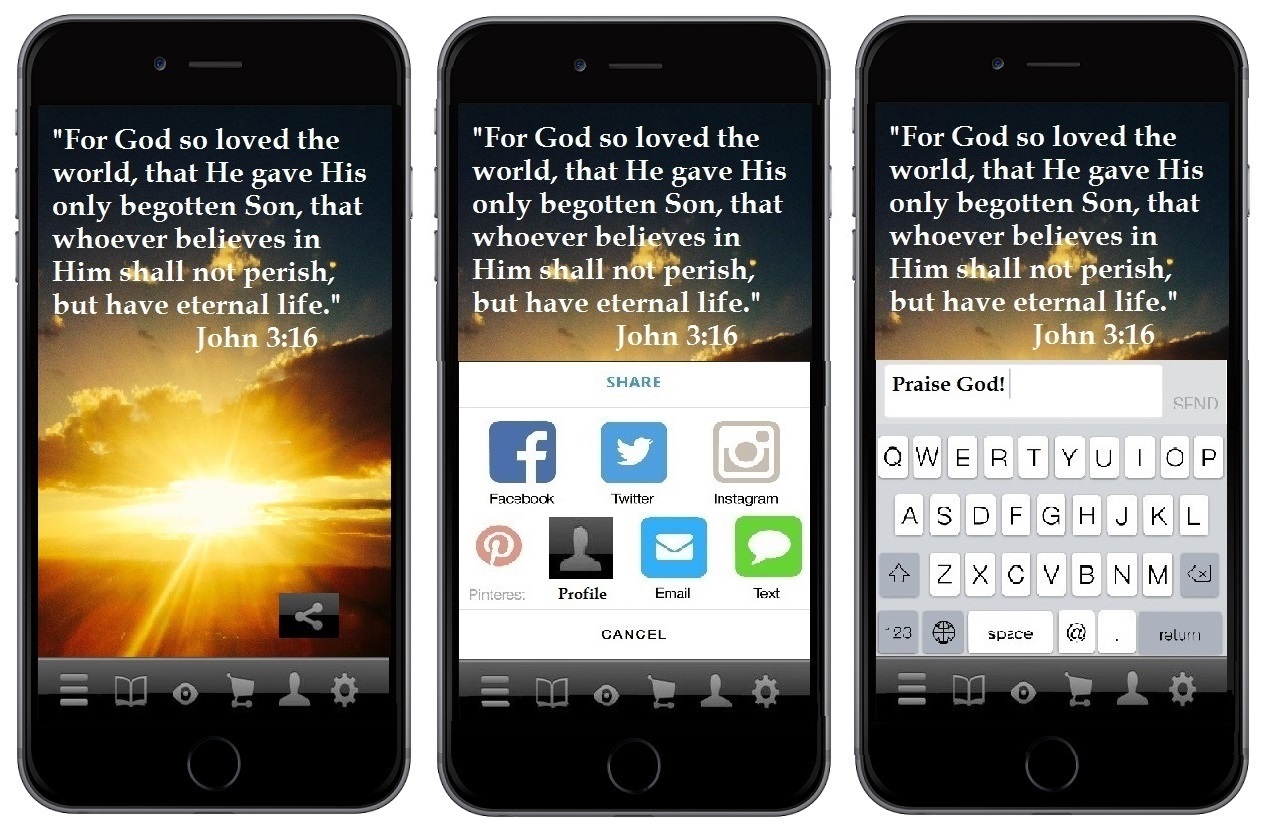 "For God so loved the
world, that He gave His
only begotten Son, that
whoever believes in
Him shall not perish,
but have eternal life."
John 3:16
"For God so loved the
world, that He gave His
only begotten Son, that
whoever believes in
Him shall not perish,
but have eternal life."
John 3:16
SHARE
Facebook Twitter Instagram
Pinterest Profile Email Text
CANCEL
"For God so loved the
world, that He gave His
only begotten Son, that
whoever believes in
Him shall not perish,
but have eternal life."
John 3:16
Praise God!
SEND
Q W E R T Y U I O P
A S D F G H J K L
Z X C V B N M
123 space @ . return